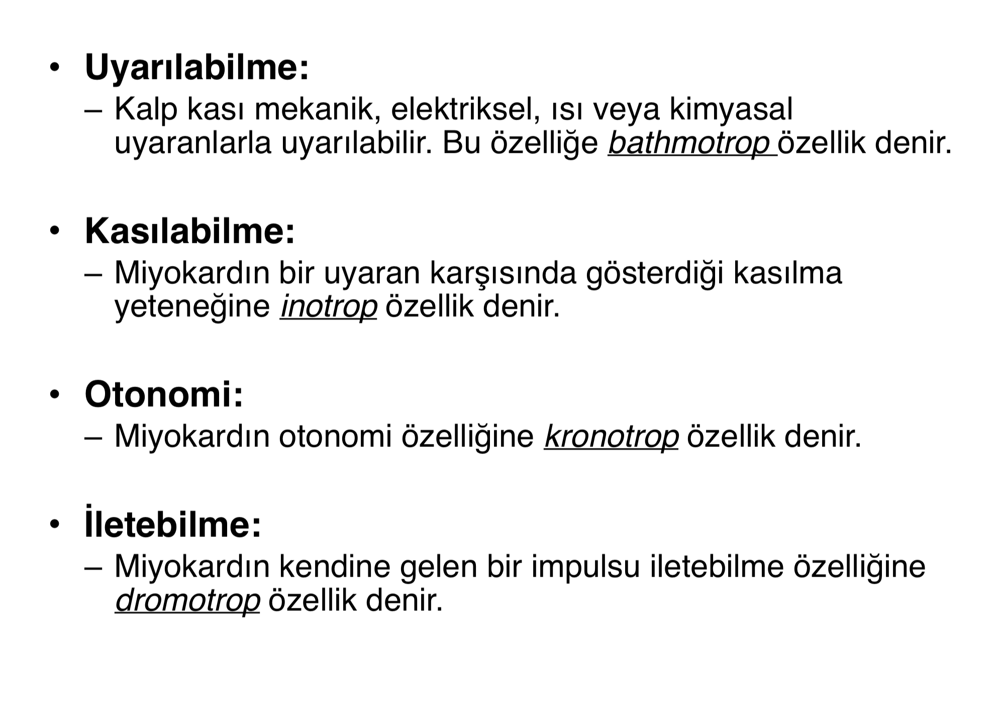 • Uyarılabilme:
– Kalp kası mekanik, elektriksel, ısı veya kimyasal
uyaranlarla uyarılabilir. Bu özelliğe bathmotrop özellik denir.
• Kasılabilme:
– Miyokardın bir uyaran karşısında gösterdiği kasılma
yeteneğine inotrop özellik denir.
• Otonomi:
– Miyokardın otonomi özelliğine kronotrop özellik denir.
• İletebilme:
– Miyokardın kendine gelen bir impulsu iletebilme özelliğine
dromotrop özellik denir.